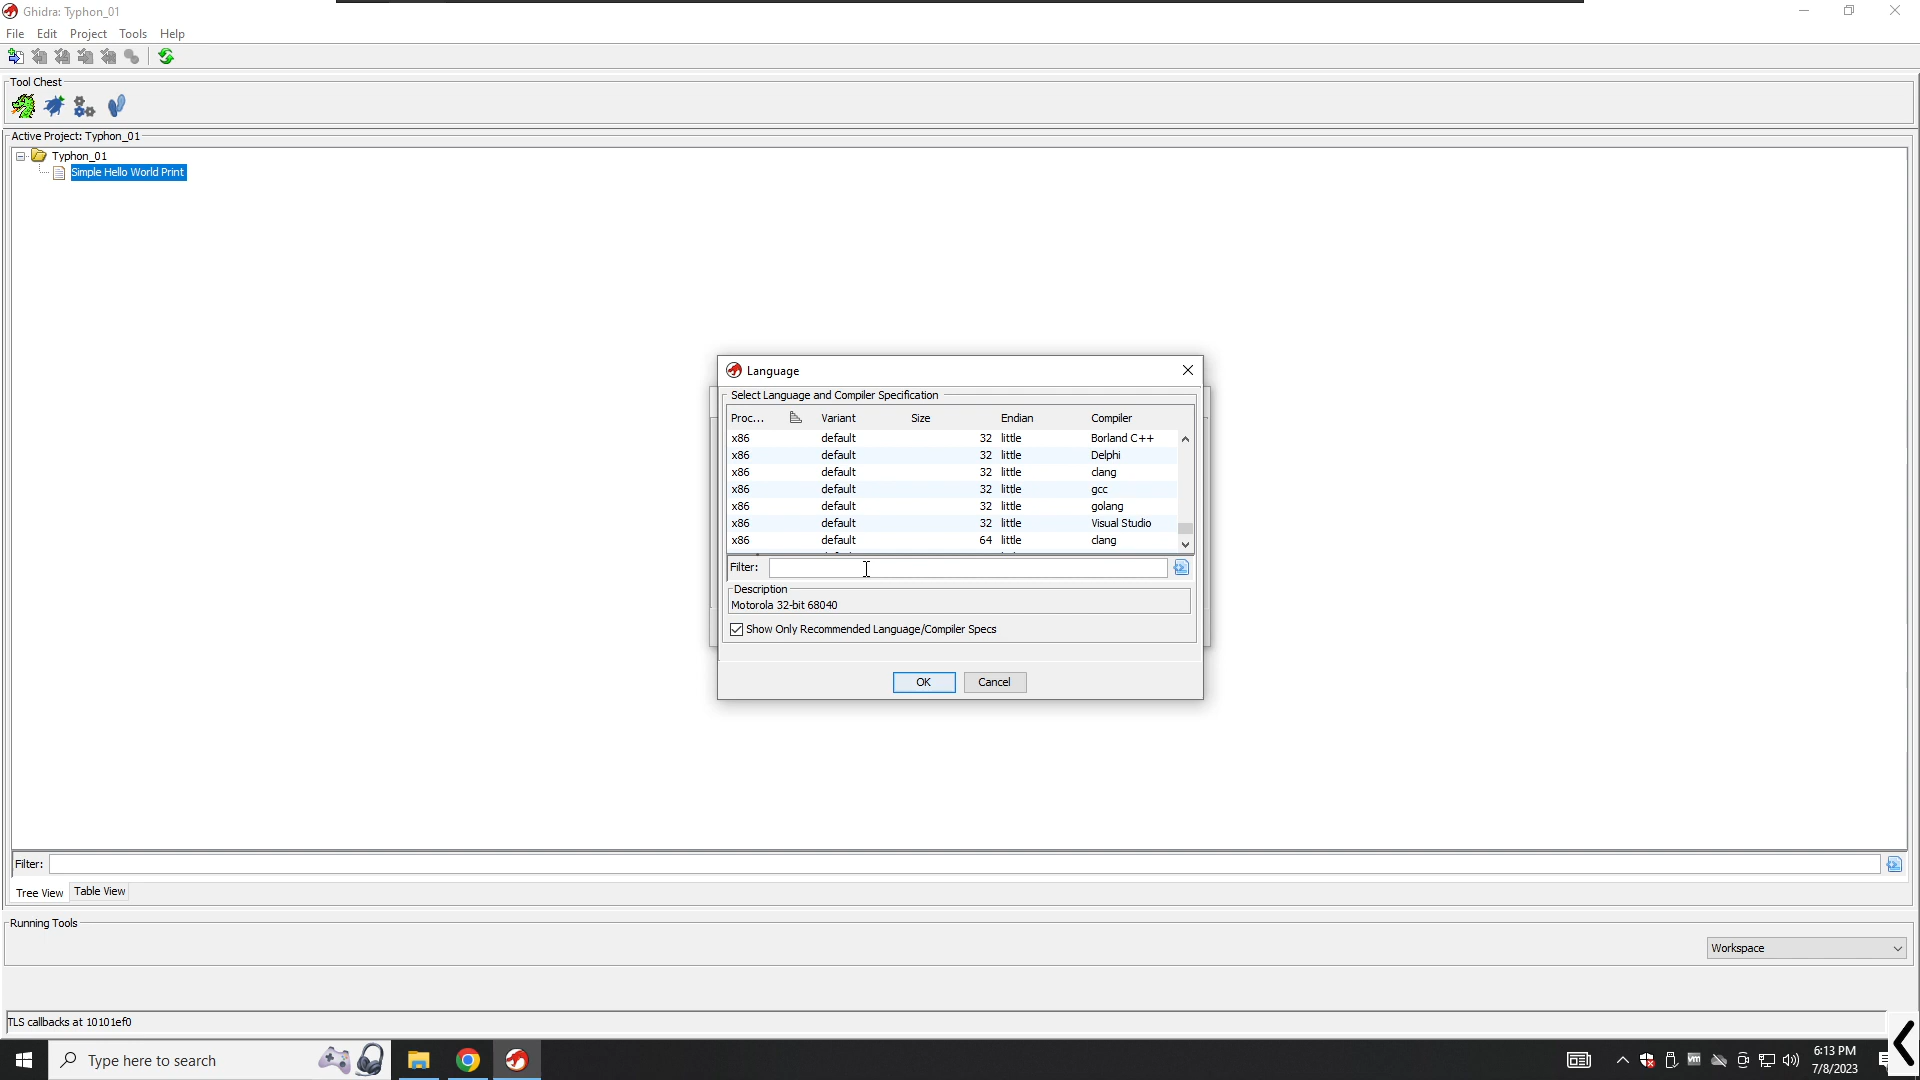 Ghidra: Typhon_01
File Edit Project Tools Help
Tool Chest
Active Project: Typhon_01
Typhon_01
Simple Hello World Print
Language
Select Language and Compiler Specification
Proc... Variant Size Endian Compiler
x86 default 32 little Borland C++
x86 default 32 little Delphi
x86 default 32 little clang
x86 default 32 little gcc
x86 default 32 little golang
x86 default 32 little Visual Studio
x86 default 64 little clang
Filter:
Description
Motorola 32-bit 68040
Show Only Recommended Language/Compiler Specs
OK Cancel
Filter:
Tree View Table View
Running Tools
Workspace
TLS callbacks at 10101ef0
Type here to search
vm
6:13 PM
7/8/2023